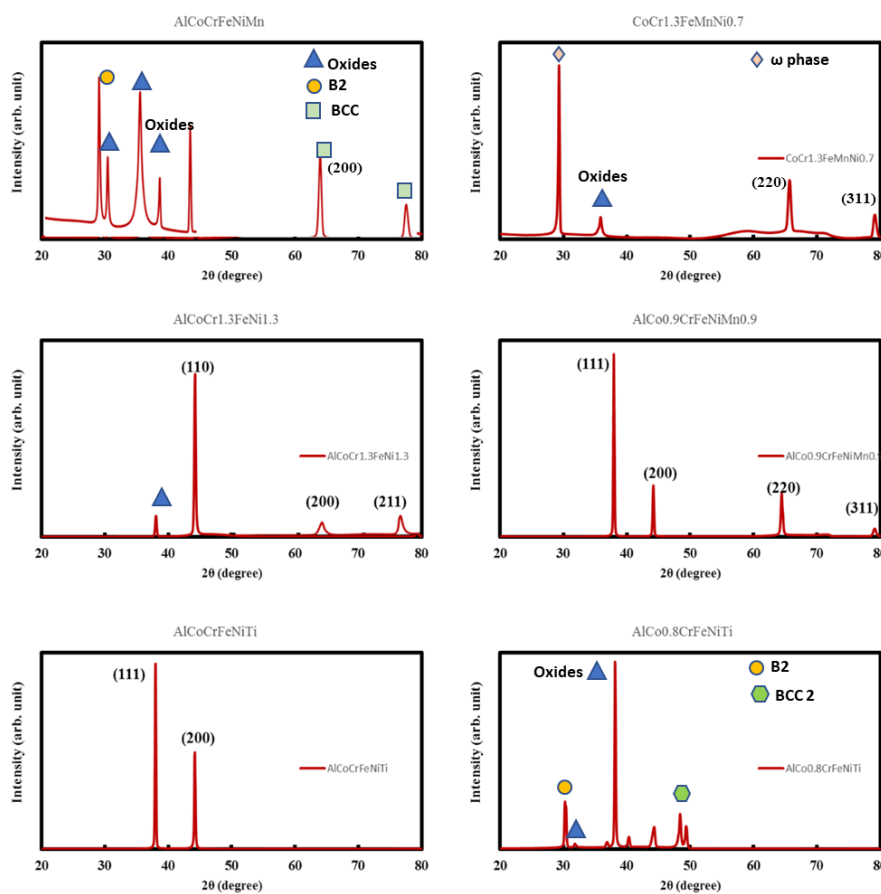 AlCoCrFeNiMn
Intensity (arb. unit)
Oxides
B2
BCC
Oxides
(200)
20 30 40 50 60 70 80
2θ (degree)
CoCr1.3FeMnNi0.7
Intensity (arb. unit)
ω phase
CoCr1.3FeMnNi0.7
Oxides
(220)
(311)
20 30 40 50 60 70 80
2θ (degree)
AlCoCr1.3FeNi1.3
Intensity (arb. unit)
(110)
AlCoCr1.3FeNi1.3
(200)
(211)
20 30 40 50 60 70 80
2θ (degree)
AlCo0.9CrFeNiMn0.9
Intensity (arb. unit)
(111)
AlCo0.9CrFeNiMn0.9
(200)
(220)
(311)
20 30 40 50 60 70 80
2θ (degree)
AlCoCrFeNiTi
Intensity (arb. unit)
(111)
(200)
AlCoCrFeNiTi
20 30 40 50 60 70 80
2θ (degree)
AlCo0.8CrFeNiTi
Intensity (arb. unit)
Oxides
B2
BCC 2
AlCo0.8CrFeNiTi
20 30 40 50 60 70 80
2θ (degree)